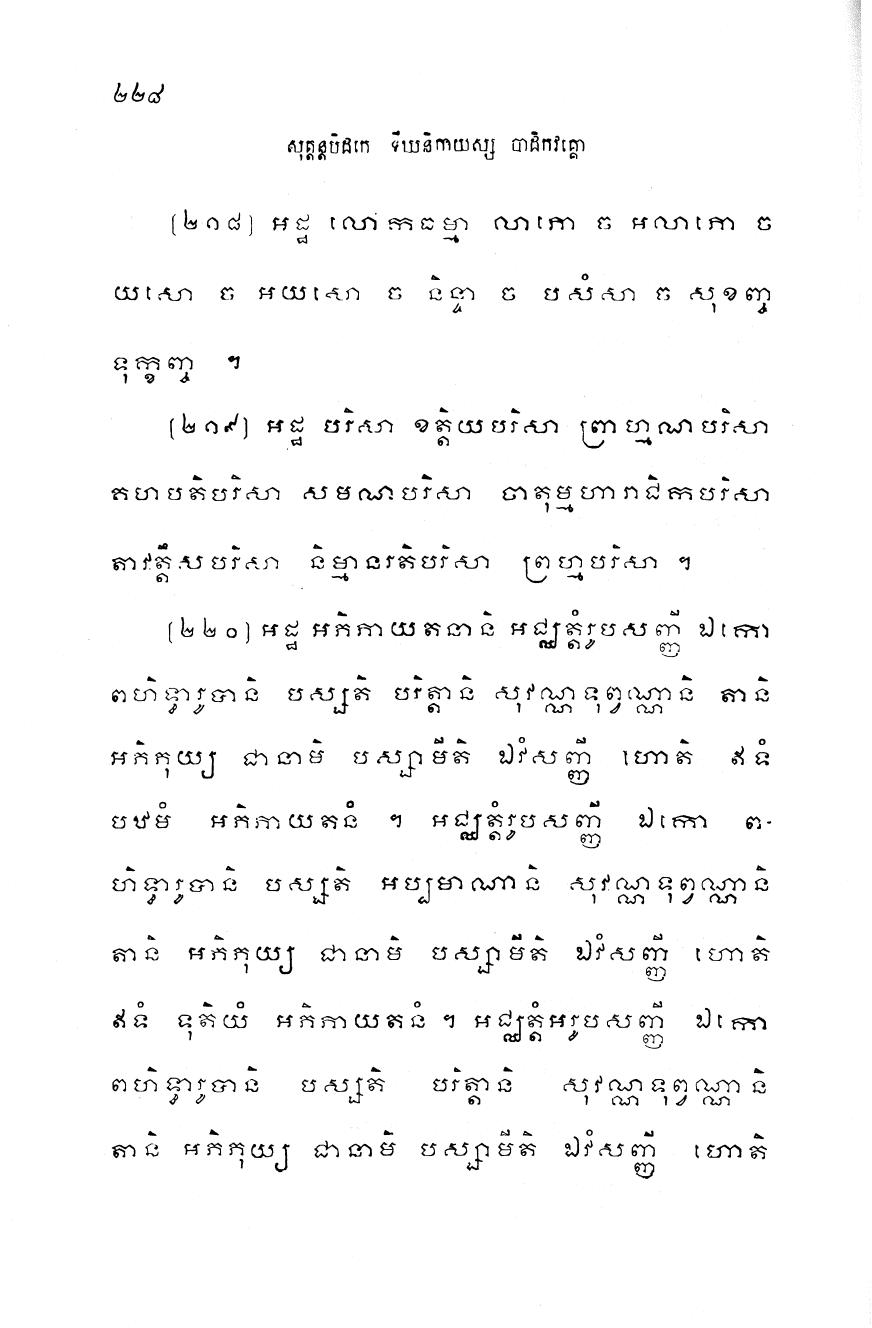 ២២៨
សុត្តន្តបិដកេ ទីឃនិកាយស្ស បាដិកវគ្គោ
(២១៨) អដ្ឋ លោកធម្មា លាភោ ច អលាភោ ច
យសោ ច អយសោ ច និន្ទា ច បសំសា ច សុខញ្ច
ទុក្ខញ្ច ។
(២១៩) អដ្ឋ បរិសា ខត្តិយបរិសា ព្រាហ្មណបរិសា
គហបតិបរិសា សមណបរិសា ចាតុម្មហារាជិកបរិសា
តាវត្តឹសបរិសា និម្មានរតិបរិសា ព្រហ្មបរិសា ។
(២២០) អដ្ឋ អភិភាយតនានិ អជ្ឈត្តំរូបសញ្ញី ឯកោ
ពហិទ្ធារូបានិ បស្សតិ បរិត្តានិ សុវណ្ណទុព្វណ្ណានិ តានិ
អភិភុយ្យ ជានាមិ បស្សាមីតិ ឯវំសញ្ញី ហោតិ ឥទំ
បឋមំ អភិភាយតនំ ។ អជ្ឈត្តំរូបសញ្ញី ឯកោ ព-
ហិទ្ធារូបានិ បស្សតិ អប្បមាណានិ សុវណ្ណទុព្វណ្ណានិ
តានិ អភិភុយ្យ ជានាមិ បស្សាមីតិ ឯវំសញ្ញី ហោតិ
ឥទំ ទុតិយំ អភិភាយតនំ ។ អជ្ឈត្តំអរូបសញ្ញី ឯកោ
ពហិទ្ធារូបានិ បស្សតិ បរិត្តានិ សុវណ្ណទុព្វណ្ណានិ
តានិ អភិភុយ្យ ជានាមិ បស្សាមីតិ ឯវំសញ្ញី ហោតិ